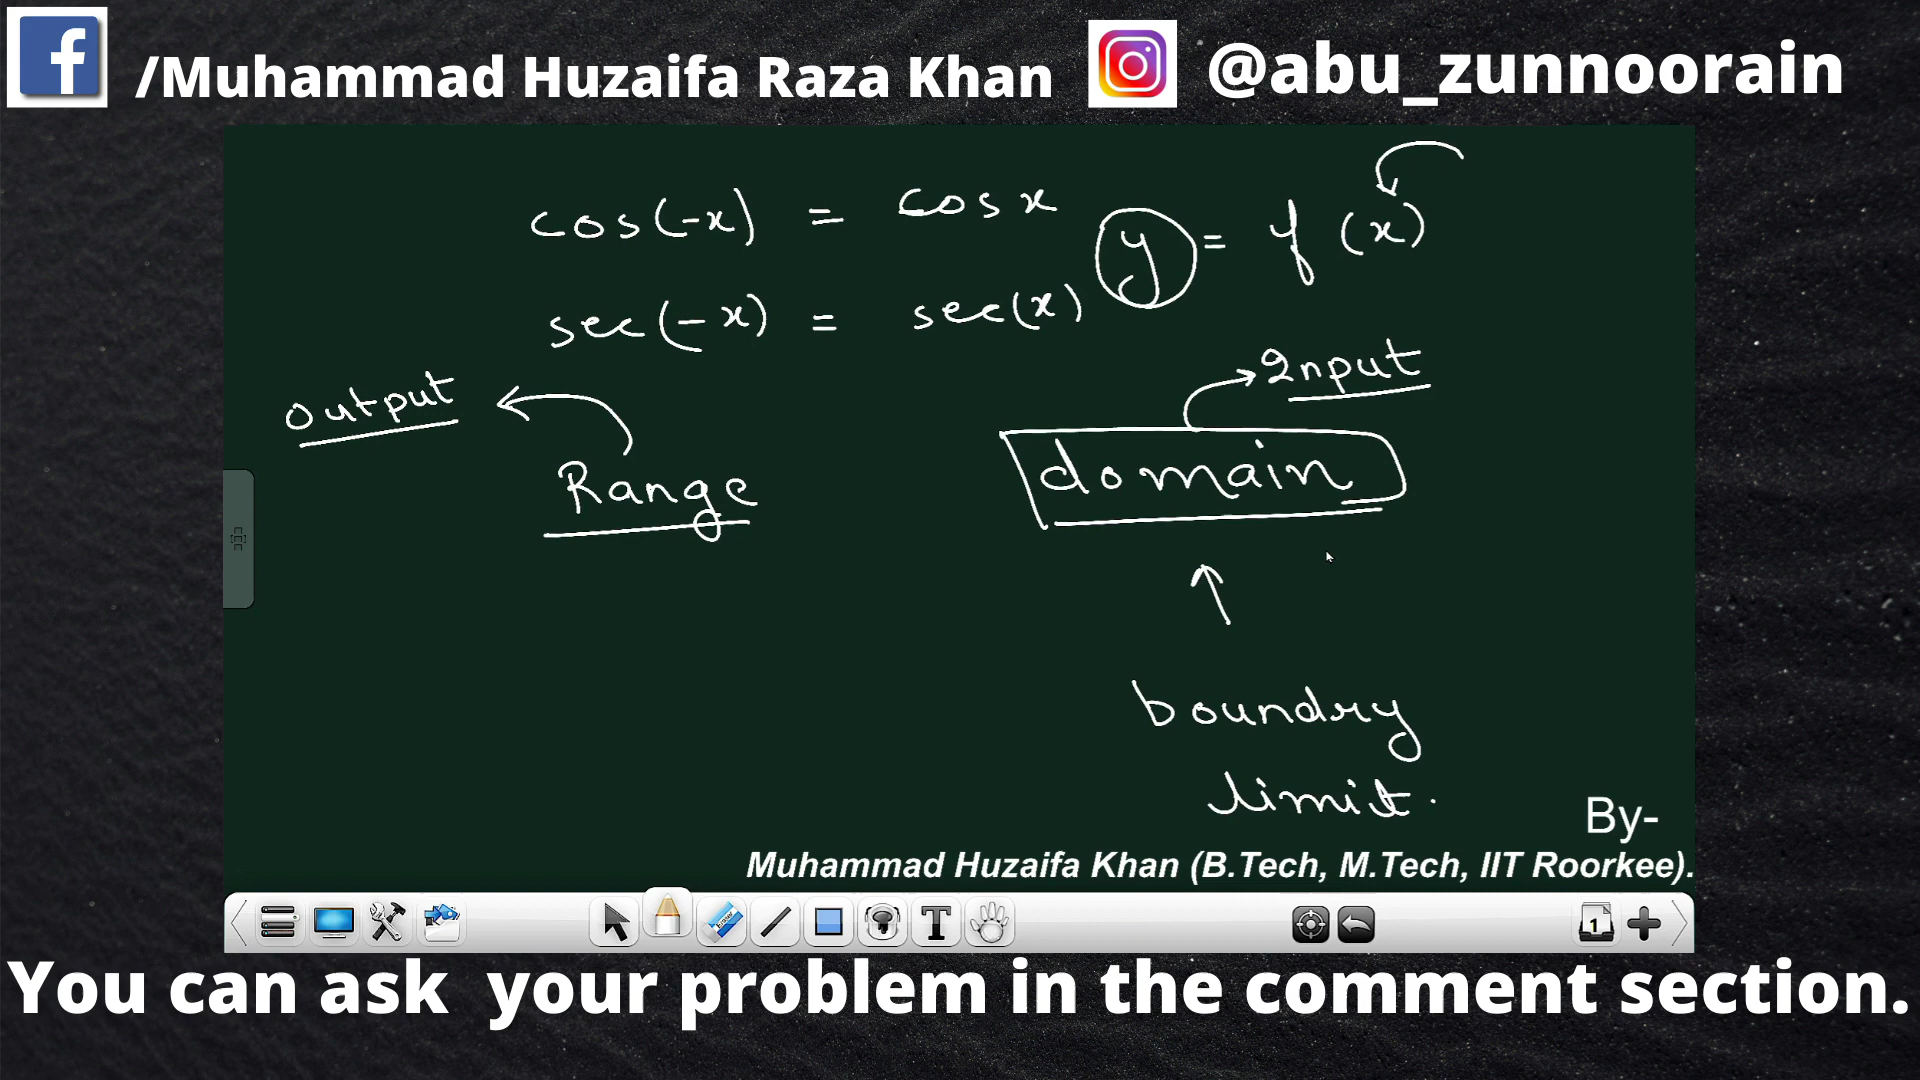 /Muhammad Huzaifa Raza Khan @abu_zunnoorain
cos(-x) = cos x
y = f(x)
sec(-x) = sec(x)
Input
output
domain
Range
boundry
limit.
By-
Muhammad Huzaifa Khan (B.Tech, M.Tech, IIT Roorkee).
T
1
You can ask your problem in the comment section.